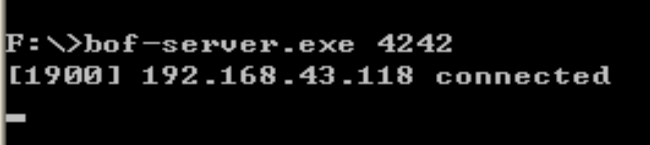 F:\>bof-server.exe 4242
[1900] 192.168.43.118 connected